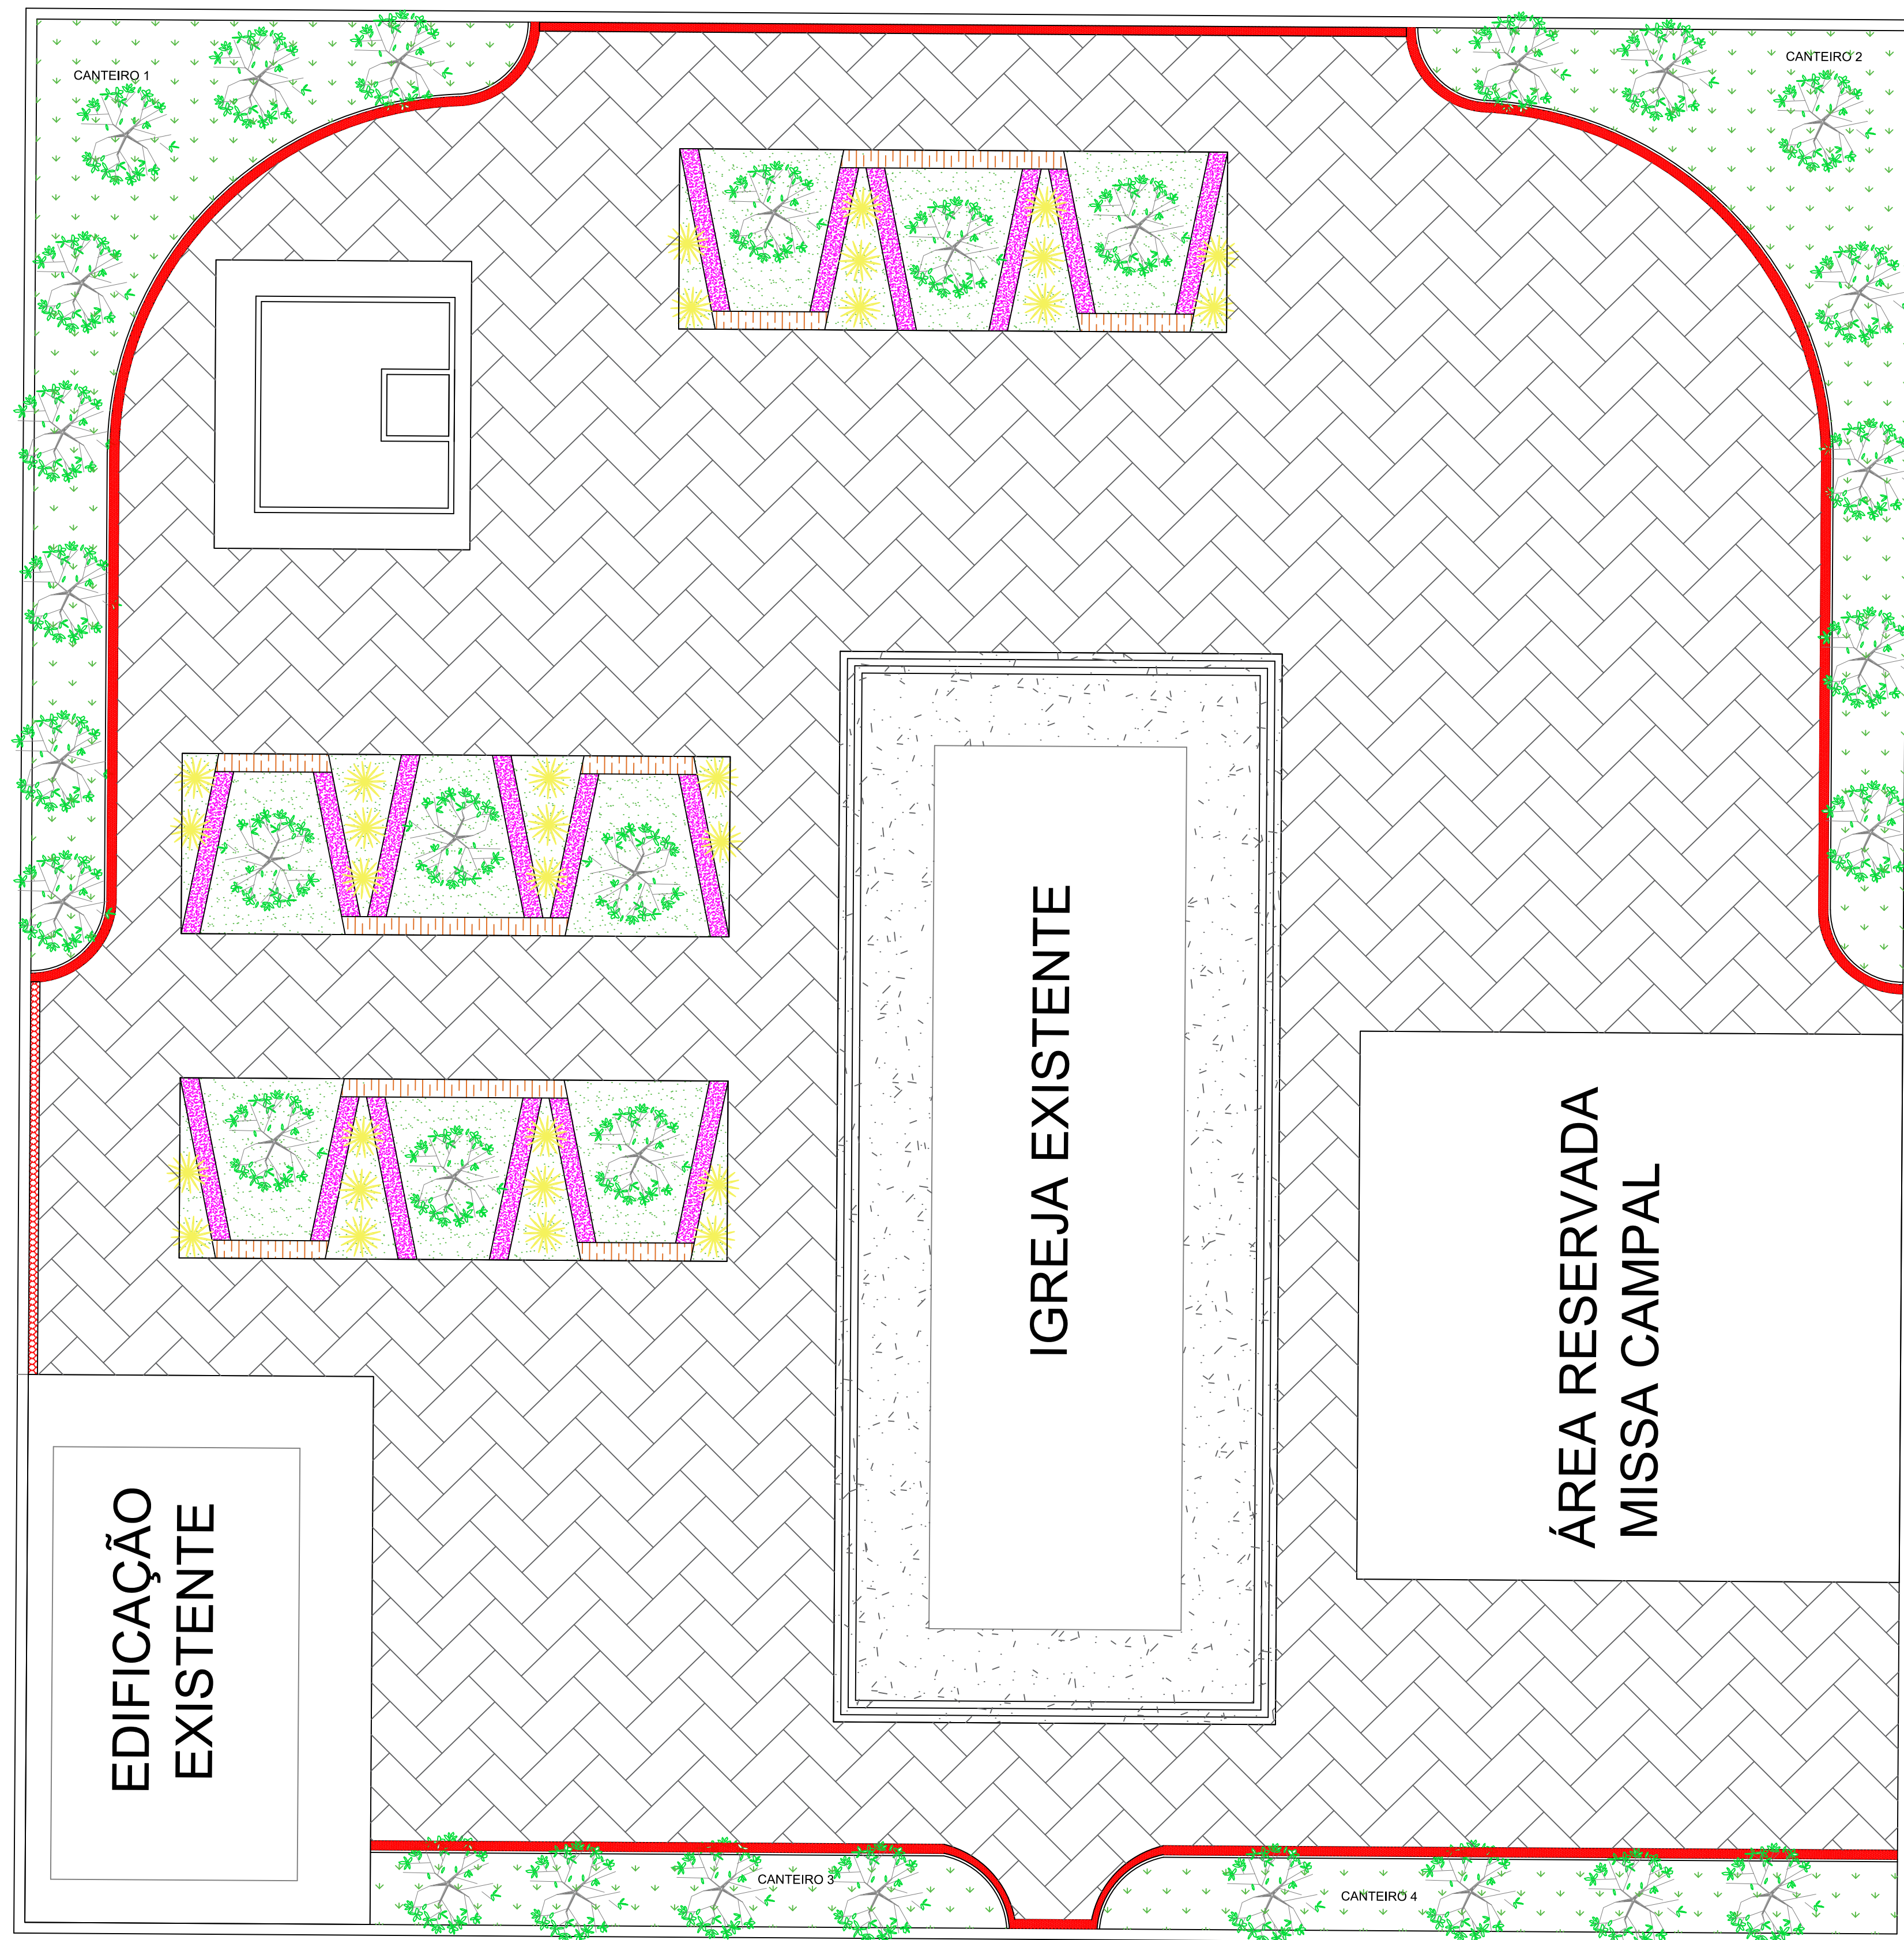 CANTEIRO 1
CANTEIRO 2
IGREJA EXISTENTE
ÁREA RESERVADA
MISSA CAMPAL
EDIFICAÇÃO
EXISTENTE
CANTEIRO 3
CANTEIRO 4